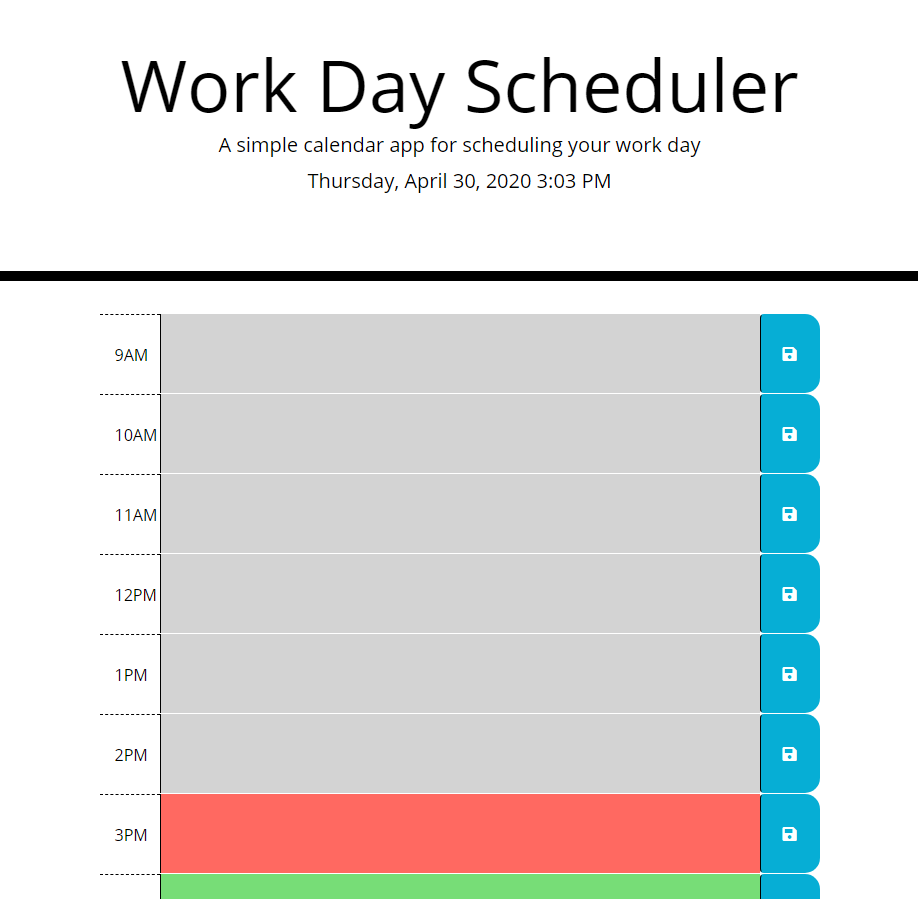 Work Day Scheduler
A simple calendar app for scheduling your work day
Thursday, April 30, 2020 3:03 PM
9AM
10AM
11AM
12PM
1PM
2PM
3PM